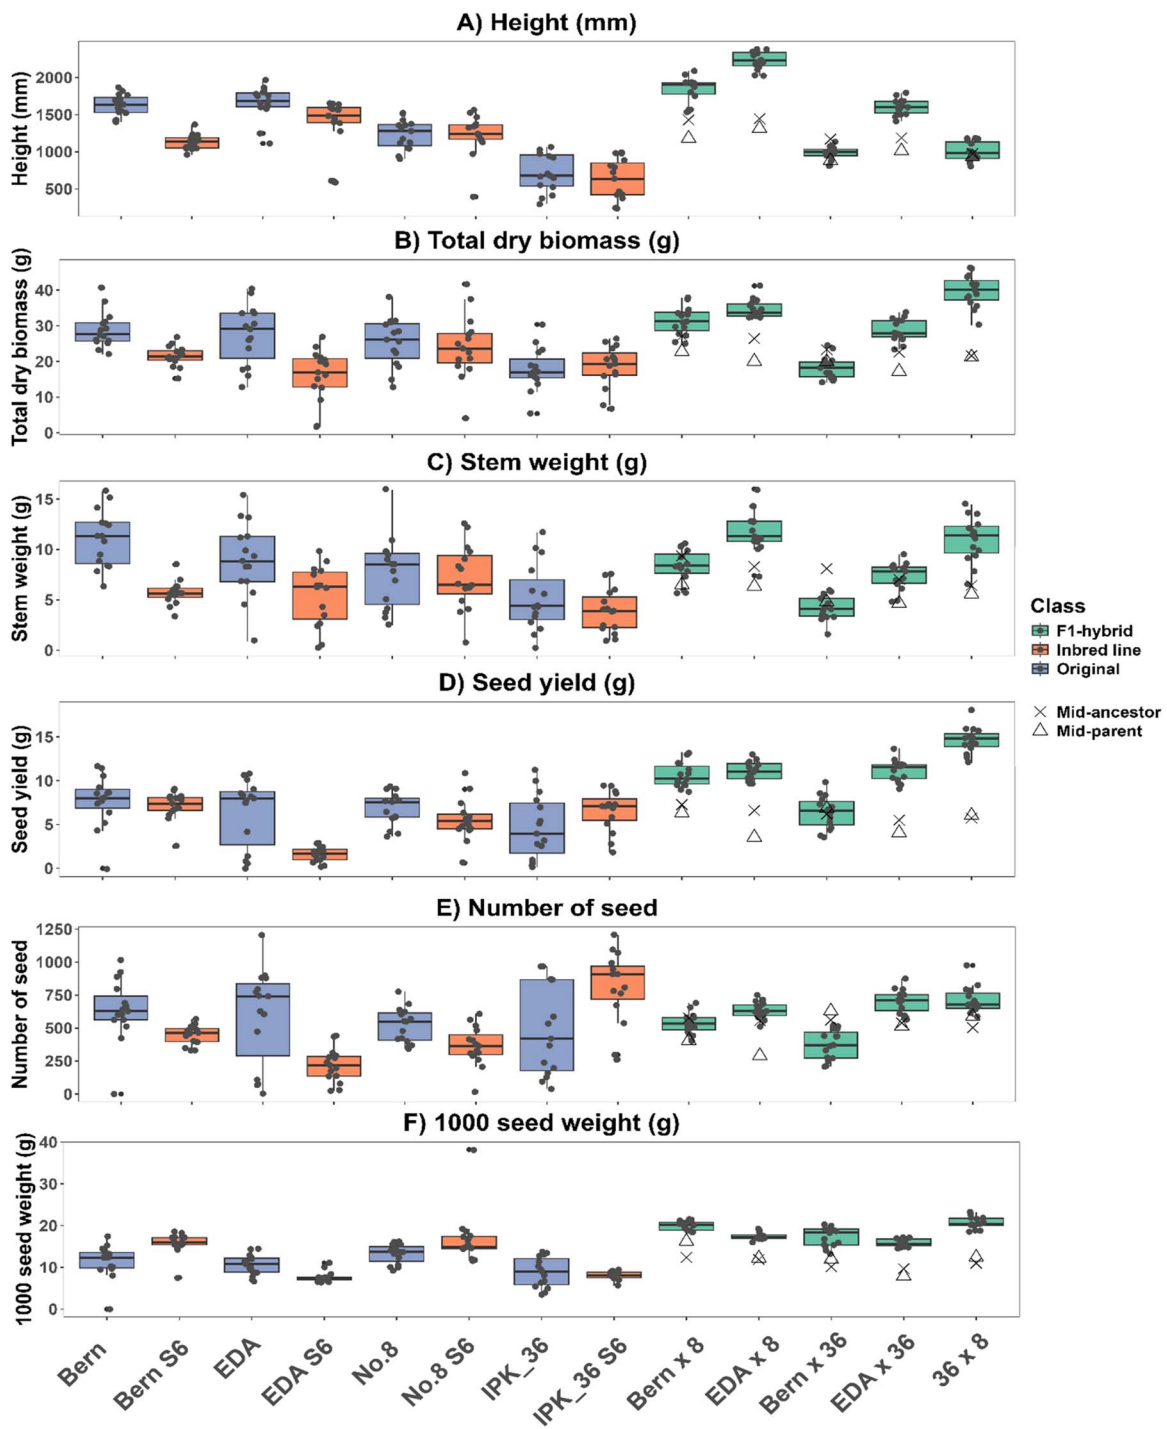 A) Height (mm)
Height (mm)
2000
1500
1000
500
B) Total dry biomass (g)
Total dry biomass (g)
40
30
20
10
0
C) Stem weight (g)
Stem weight (g)
15
10
5
0
D) Seed yield (g)
Seed yield (g)
15
10
5
0
E) Number of seed
Number of seed
1250
1000
750
500
250
0
F) 1000 seed weight (g)
1000 seed weight (g)
40
30
20
10
0
Bern
Bern S6
EDA
EDA S6
No.8
No.8 S6
IPK_36
IPK_36 S6
Bern x 8
EDA x 8
Bern x 36
EDA x 36
36 x 8
Class
F1-hybrid
Inbred line
Original
Mid-ancestor
Mid-parent